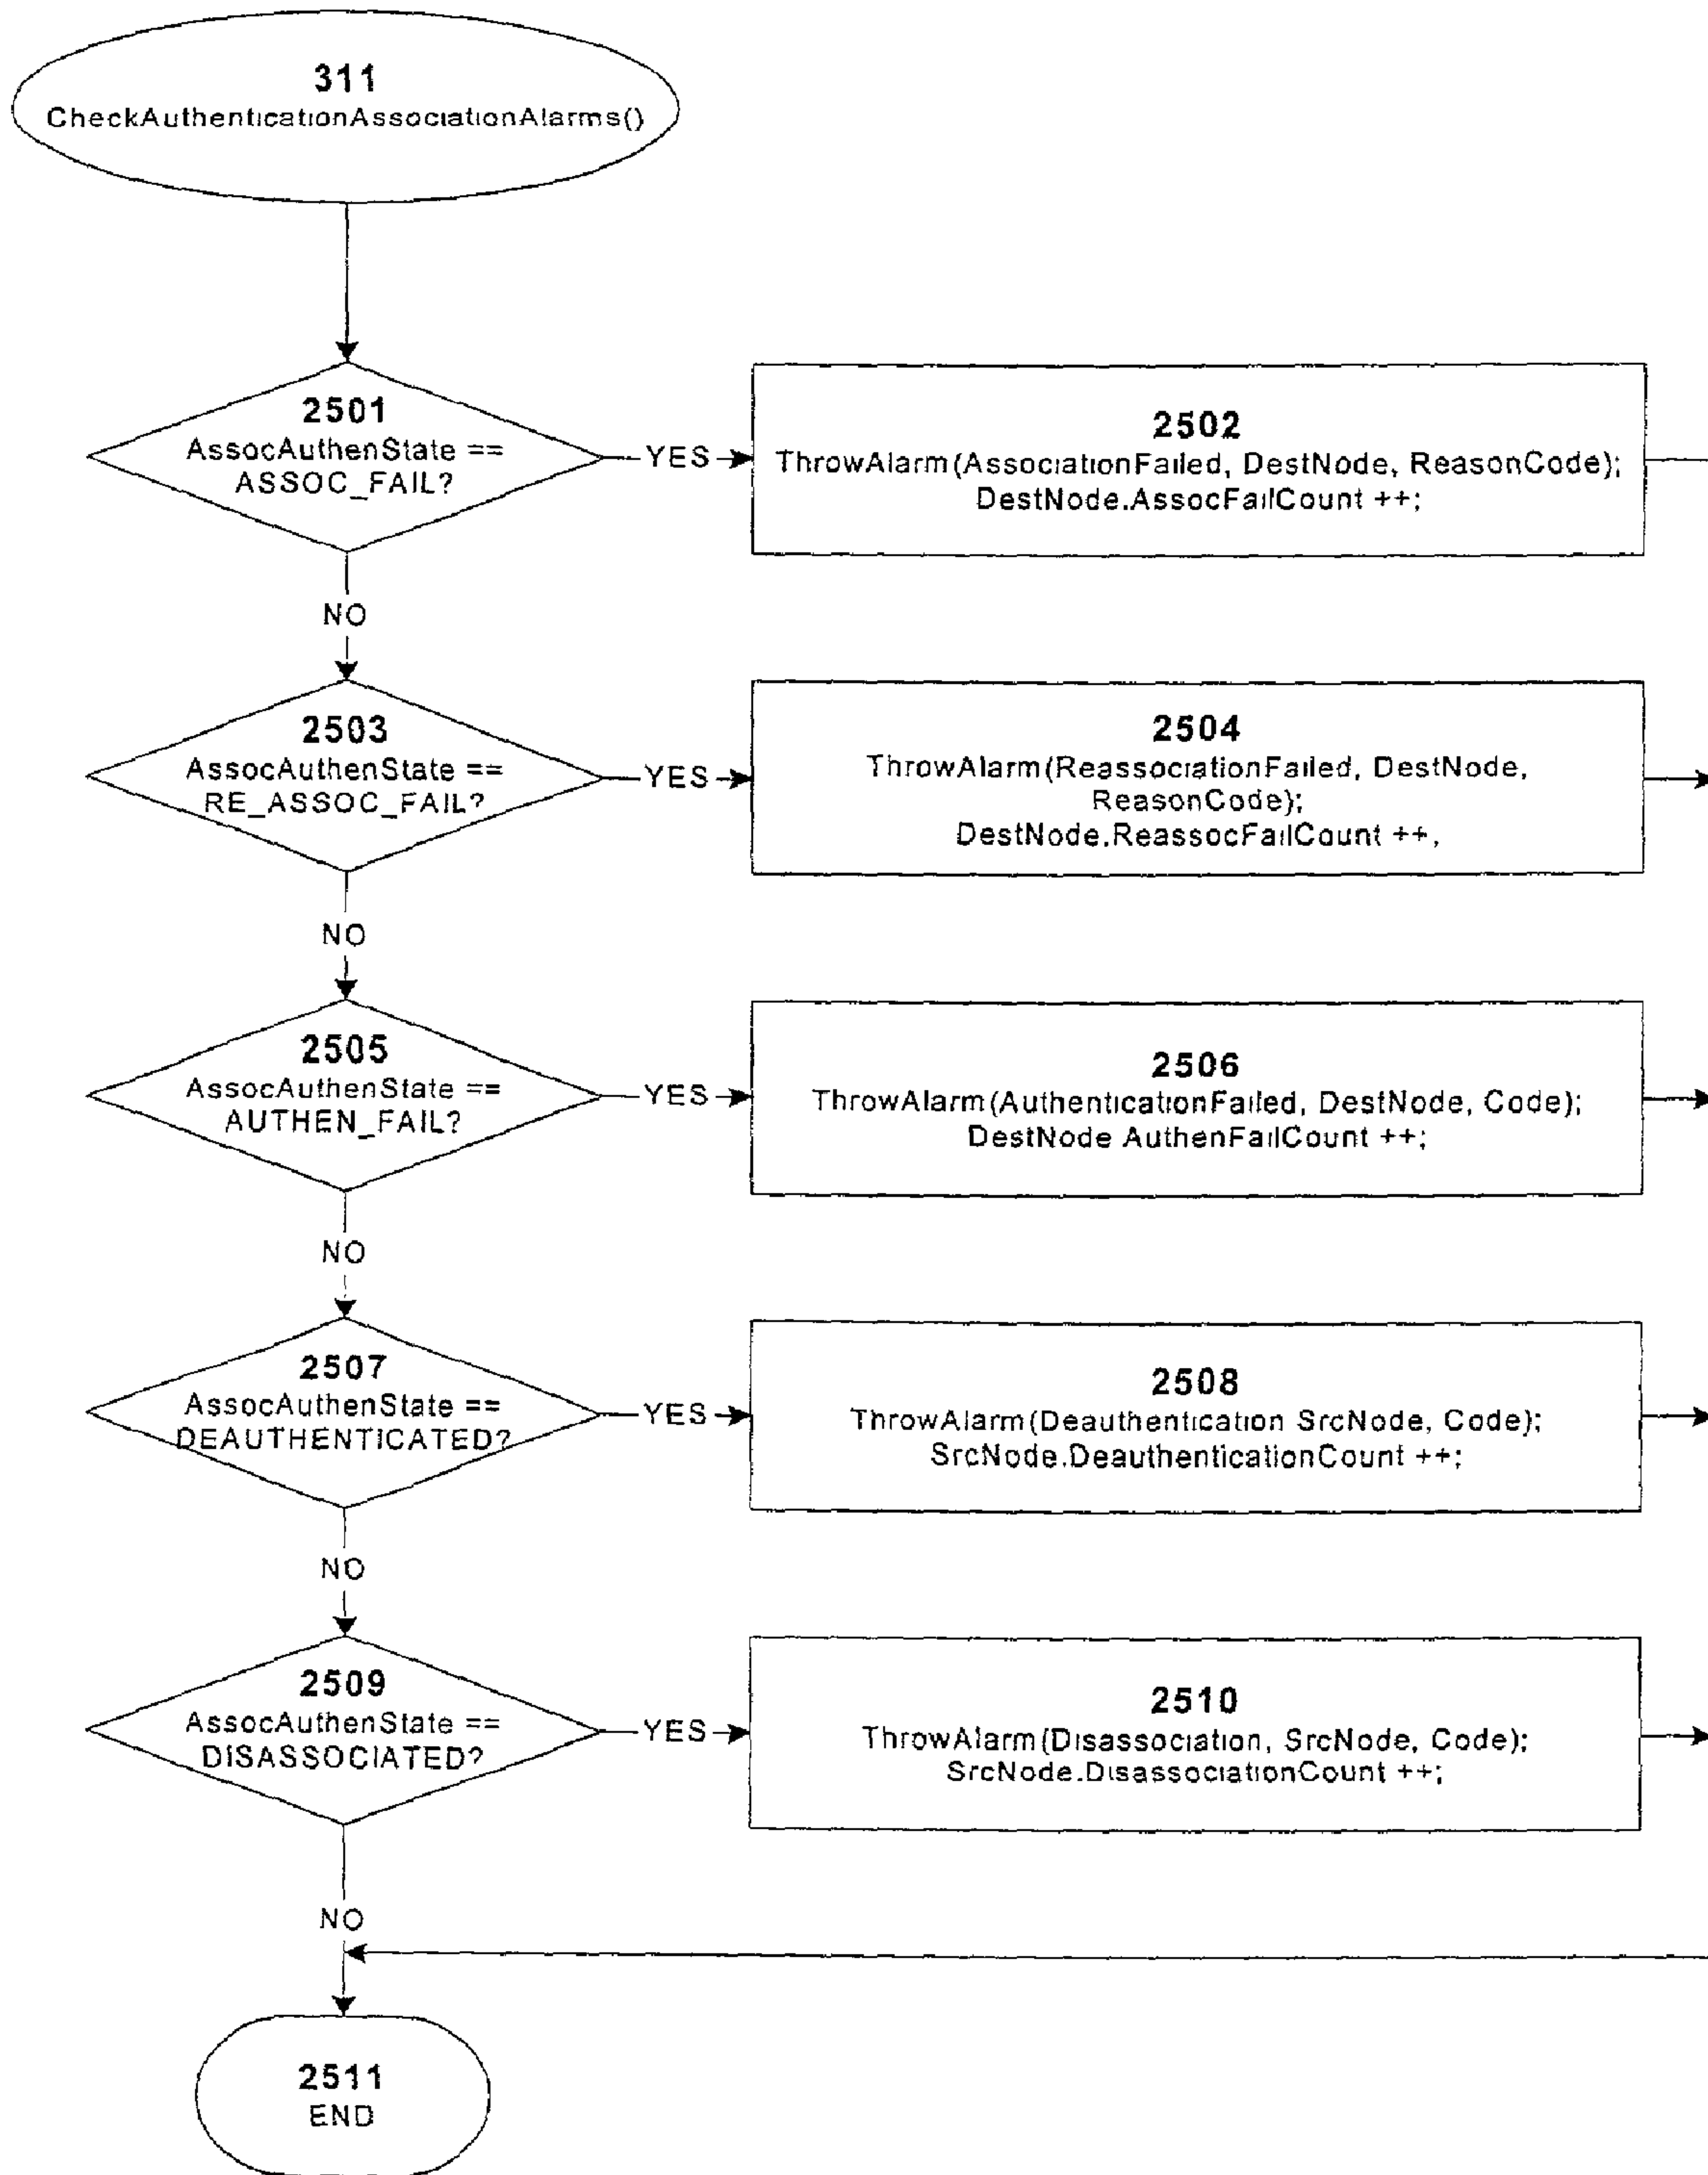 311
CheckAuthenticationAssociationAlarms()
2501
AssocAuthenState ==
ASSOC_FAIL?
YES
2502
ThrowAlarm(AssociationFailed, DestNode, ReasonCode);
DestNode.AssocFailCount ++;
NO
2503
AssocAuthenState ==
RE_ASSOC_FAIL?
YES
2504
ThrowAlarm(ReassociationFailed, DestNode,
ReasonCode);
DestNode.ReassocFailCount ++,
NO
2505
AssocAuthenState ==
AUTHEN_FAIL?
YES
2506
ThrowAlarm(AuthenticationFailed, DestNode, Code);
DestNode AuthenFailCount ++;
NO
2507
AssocAuthenState ==
DEAUTHENTICATED?
YES
2508
ThrowAlarm(Deauthentication SrcNode, Code);
SrcNode.DeauthenticationCount ++;
NO
2509
AssocAuthenState ==
DISASSOCIATED?
YES
2510
ThrowAlarm(Disassociation, SrcNode, Code);
SrcNode.DisassociationCount ++;
NO
2511
END